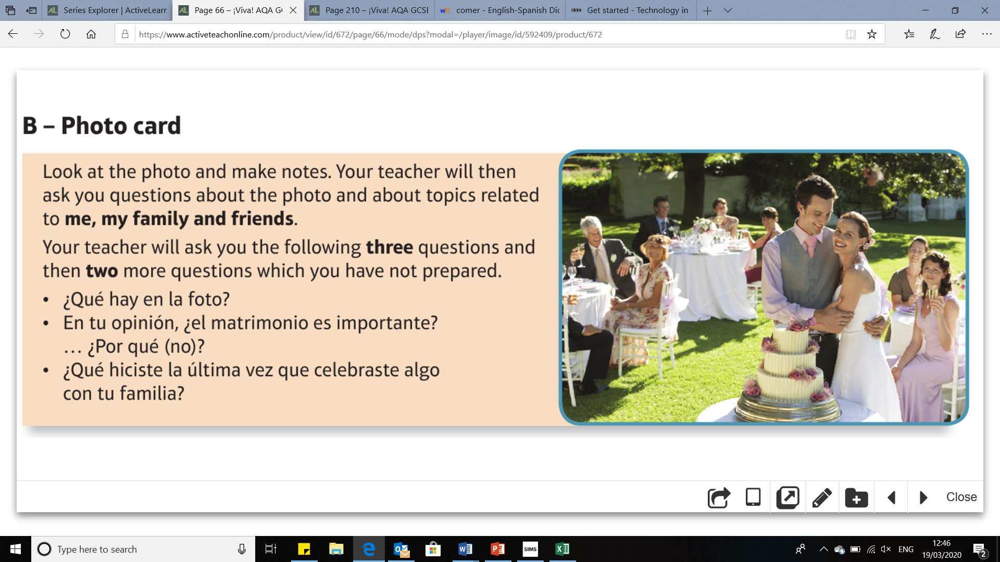 Series Explorer | ActiveLearr
Page 66 – ¡Viva! AQA G
Page 210 – ¡Viva! AQA GCSE
comer - English-Spanish Dic
Get started - Technology in
https://www.activeteachonline.com/product/view/id/672/page/66/mode/dps?modal=/player/image/id/592409/product/672
B – Photo card
Look at the photo and make notes. Your teacher will then
ask you questions about the photo and about topics related
to me, my family and friends.
Your teacher will ask you the following three questions and
then two more questions which you have not prepared.
• ¿Qué hay en la foto?
• En tu opinión, ¿el matrimonio es importante?
… ¿Por qué (no)?
• ¿Qué hiciste la última vez que celebraste algo
con tu familia?
Close
Type here to search
SIMS
ENG
12:46
19/03/2020
2